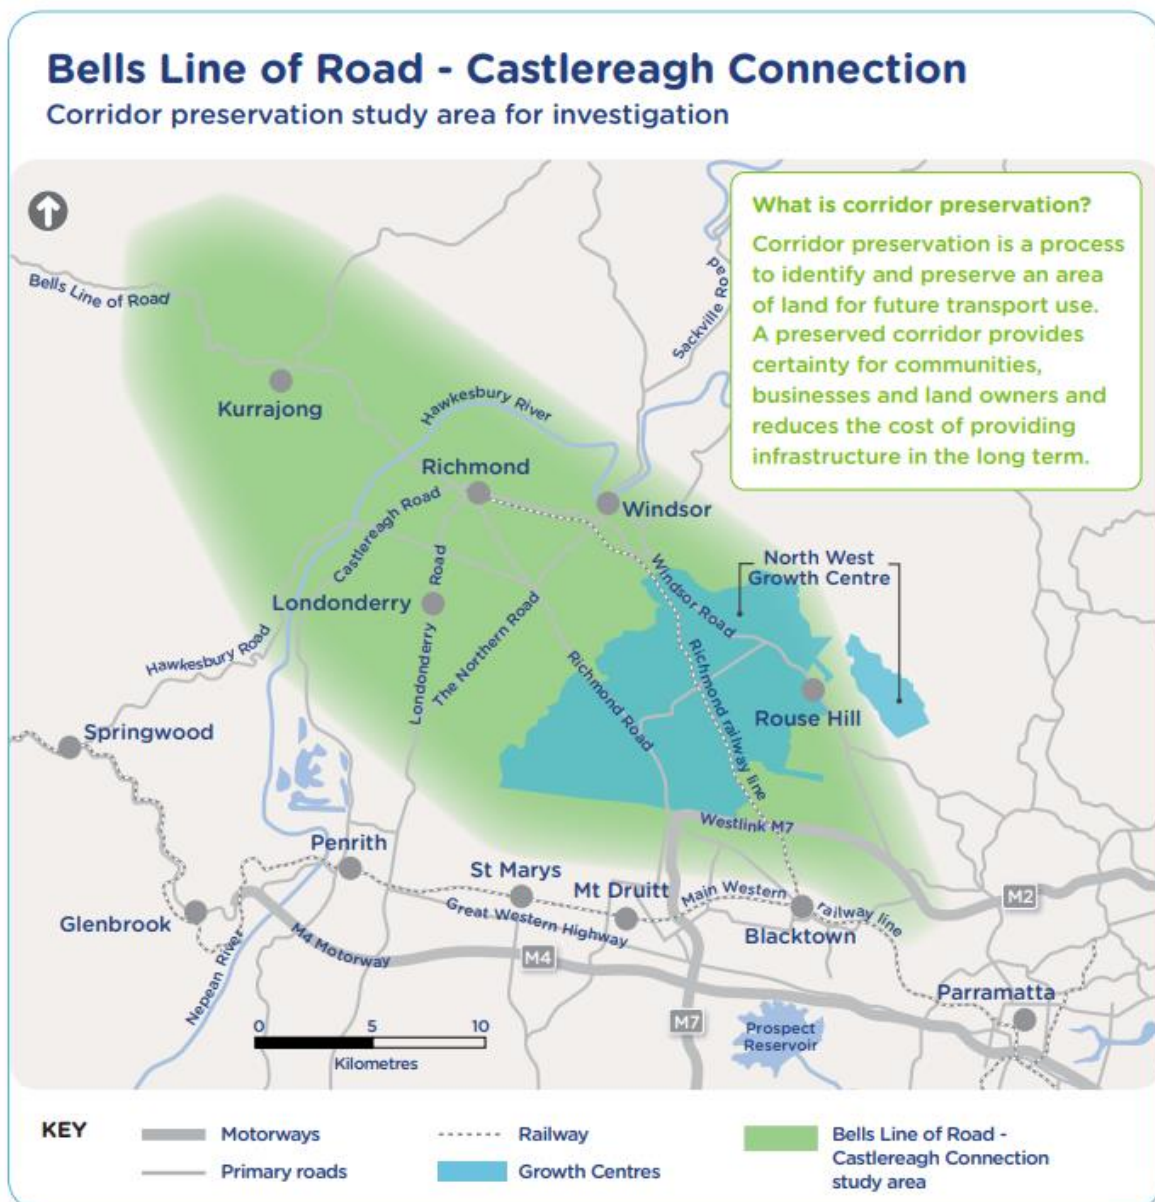 Bells Line of Road - Castlereagh Connection
Corridor preservation study area for investigation
What is corridor preservation?
Corridor preservation is a process
to identify and preserve an area
of land for future transport use.
A preserved corridor provides
certainty for communities,
businesses and land owners and
reduces the cost of providing
infrastructure in the long term.
Bells Line of Road
Sackville Road
Kurrajong
Hawkesbury River
Richmond
Castlereagh Road
Windsor
North West
Growth Centre
Windsor Road
Londonderry
Londonderry Road
The Northern Road
Hawkesbury Road
Richmond Road
Richmond railway line
Rouse Hill
Springwood
Westlink M7
Penrith
St Marys
Mt Druitt
Main Western railway line
M2
Great Western Highway
Glenbrook
Blacktown
M4 Motorway
M4
Nepean River
Parramatta
M7
Prospect
Reservoir
0 5 10
Kilometres
KEY
Motorways
Primary roads
Railway
Growth Centres
Bells Line of Road -
Castlereagh Connection
study area